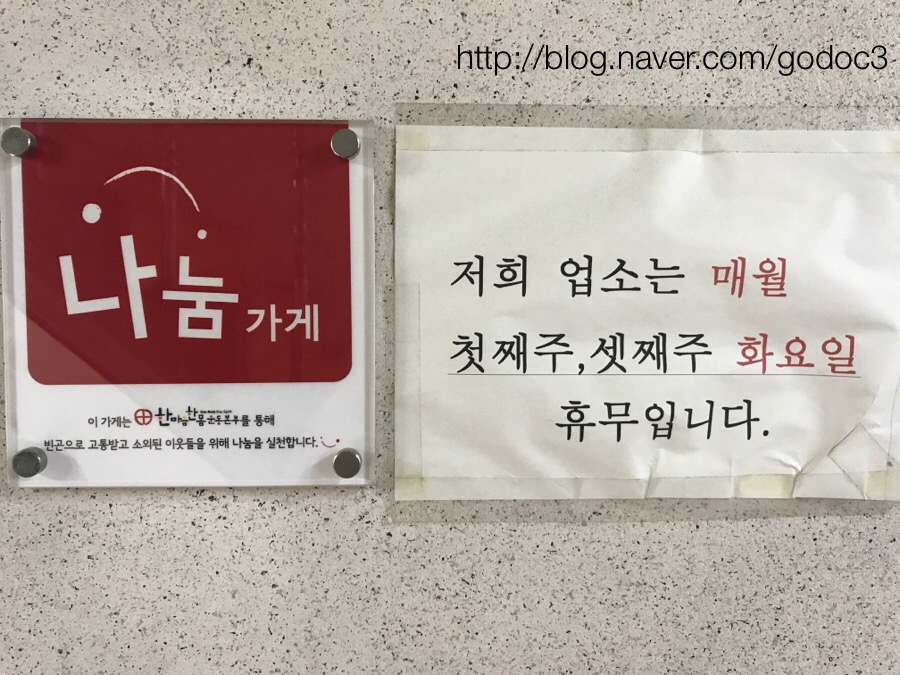 http://blog.naver.com/godoc3
나눔 가게
이 가게는 한마음한몸운동본부를 통해
빈곤으로 고통받고 소외된 이웃들을 위해 나눔을 실천합니다.
저희 업소는 매월
첫째주,셋째주 화요일
휴무입니다.